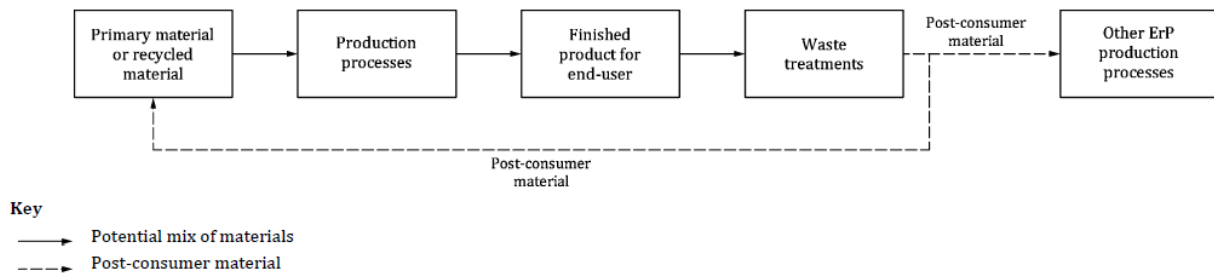 Primary material
or recycled
material
Production
processes
Finished
product for
end-user
Waste
treatments
Post-consumer
material
Other ErP
production
processes
Post-consumer
material
Key
Potential mix of materials
Post-consumer material